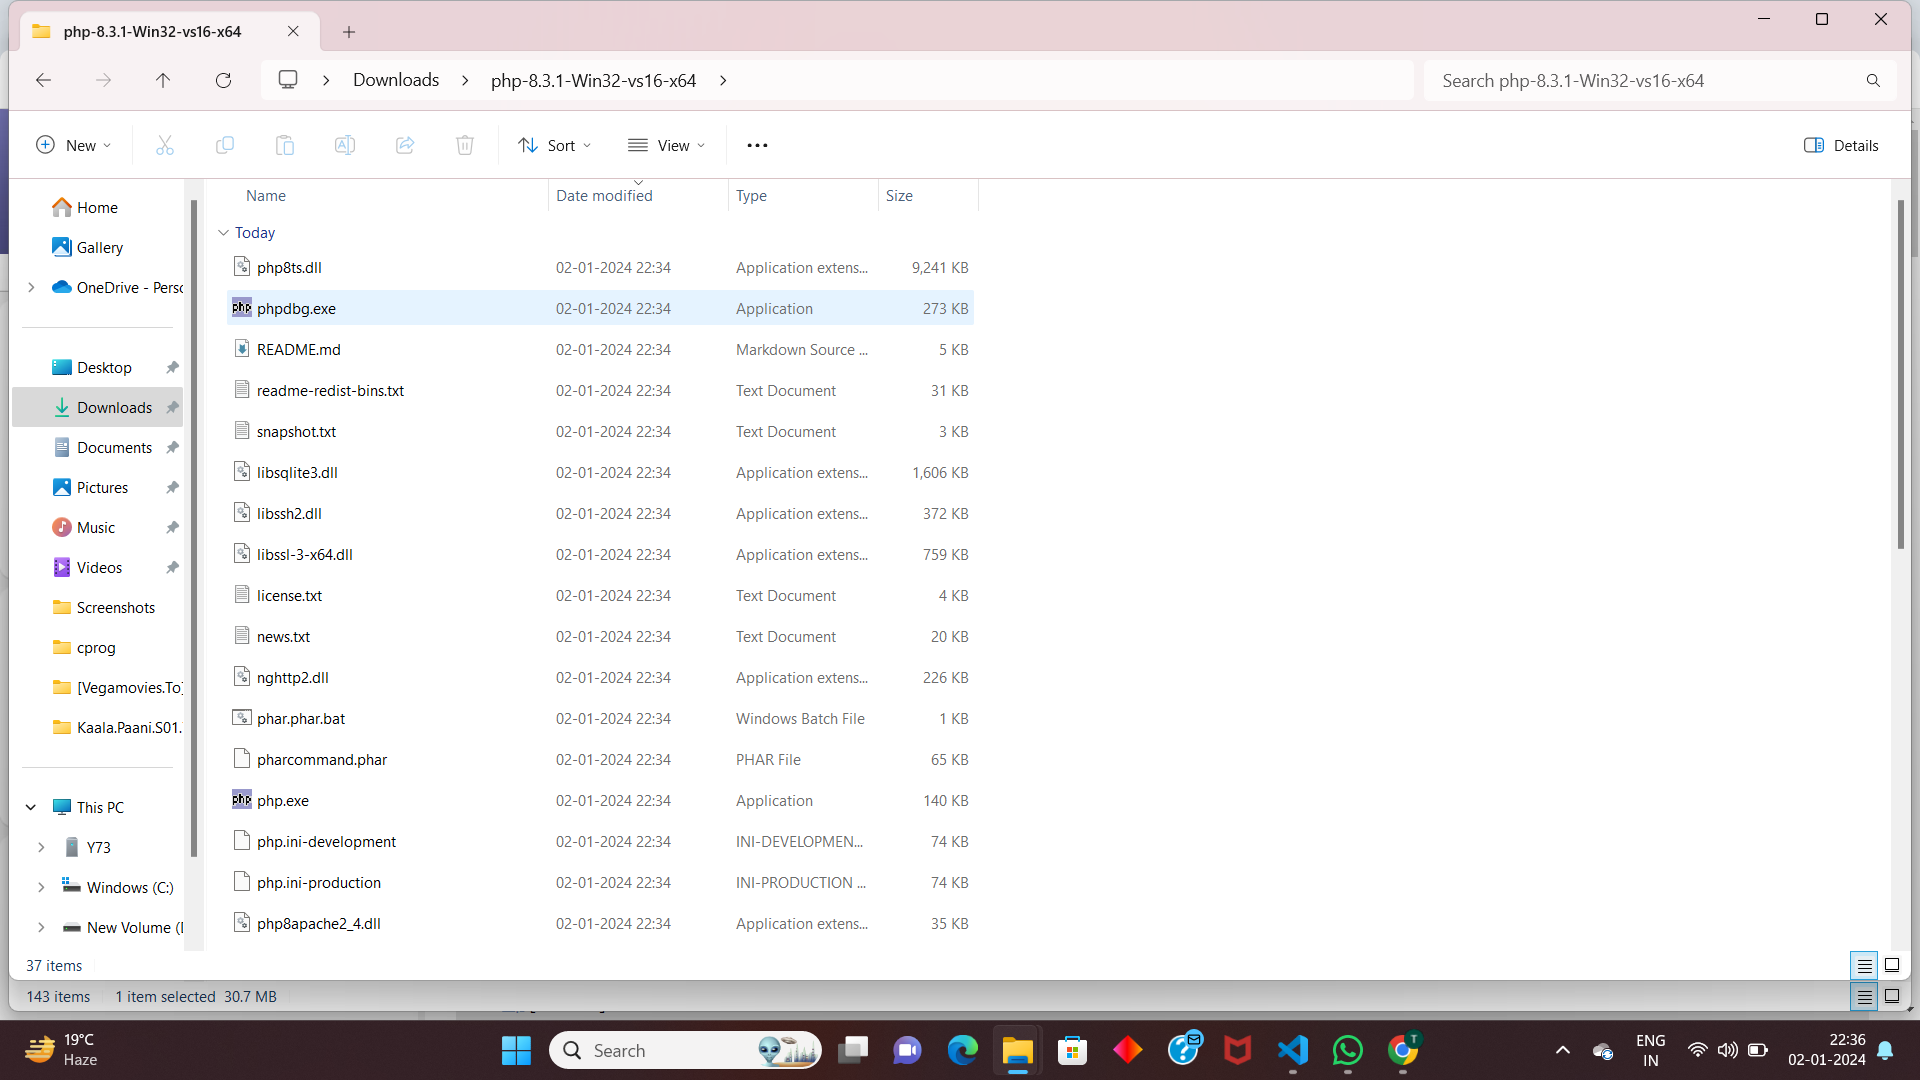 php-8.3.1-Win32-vs16-x64
Downloads php-8.3.1-Win32-vs16-x64
Search php-8.3.1-Win32-vs16-x64
New Sort View ••• Details
Home
Gallery
OneDrive - Perso
Desktop
Downloads
Documents
Pictures
Music
Videos
Screenshots
cprog
[Vegamovies.To]
Kaala.Paani.S01.
This PC
Y73
Windows (C:)
New Volume (
Name Date modified Type Size
Today
php8ts.dll 02-01-2024 22:34 Application extens... 9,241 KB
phpdbg.exe 02-01-2024 22:34 Application 273 KB
README.md 02-01-2024 22:34 Markdown Source ... 5 KB
readme-redist-bins.txt 02-01-2024 22:34 Text Document 31 KB
snapshot.txt 02-01-2024 22:34 Text Document 3 KB
libsqlite3.dll 02-01-2024 22:34 Application extens... 1,606 KB
libssh2.dll 02-01-2024 22:34 Application extens... 372 KB
libssl-3-x64.dll 02-01-2024 22:34 Application extens... 759 KB
license.txt 02-01-2024 22:34 Text Document 4 KB
news.txt 02-01-2024 22:34 Text Document 20 KB
nghttp2.dll 02-01-2024 22:34 Application extens... 226 KB
phar.phar.bat 02-01-2024 22:34 Windows Batch File 1 KB
pharcommand.phar 02-01-2024 22:34 PHAR File 65 KB
php.exe 02-01-2024 22:34 Application 140 KB
php.ini-development 02-01-2024 22:34 INI-DEVELOPMEN... 74 KB
php.ini-production 02-01-2024 22:34 INI-PRODUCTION ... 74 KB
php8apache2_4.dll 02-01-2024 22:34 Application extens... 35 KB
37 items
143 items 1 item selected 30.7 MB
19°C
Haze
Search
T
ENG
IN
22:36
02-01-2024